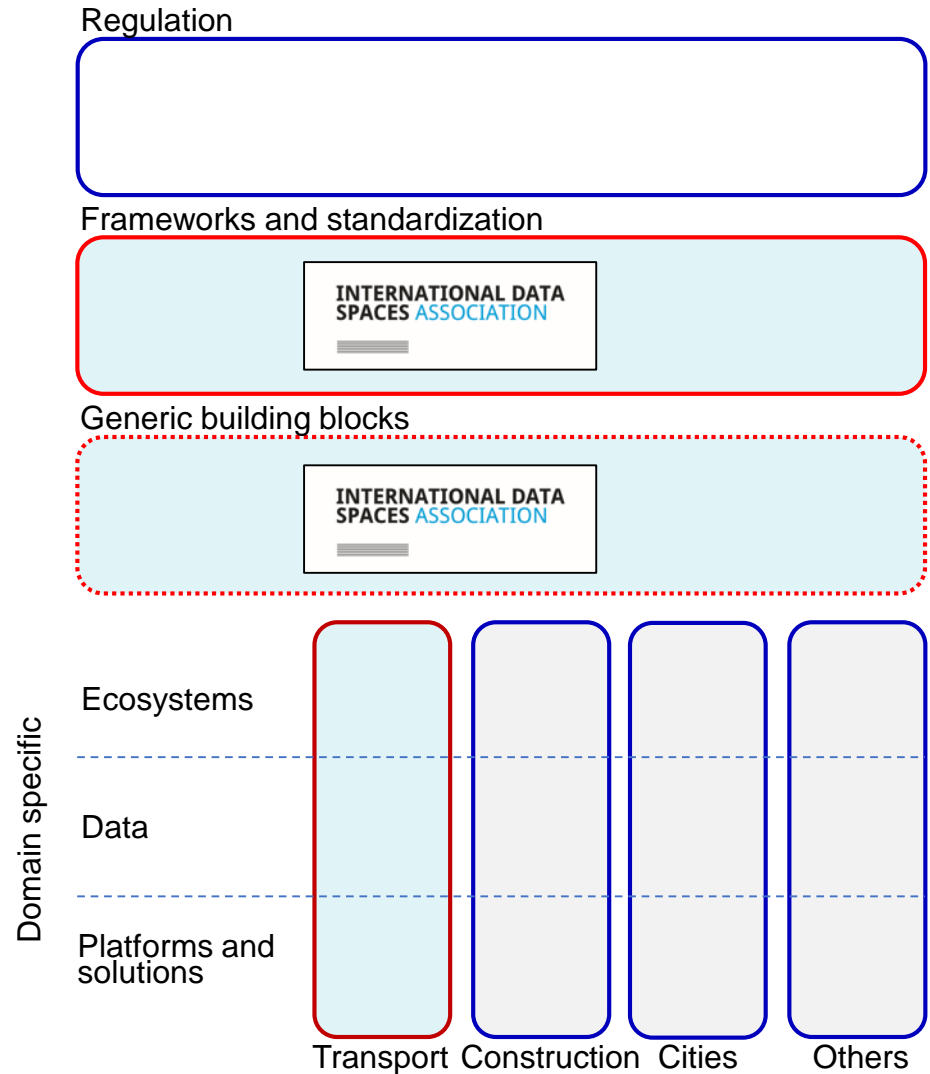 Regulation
Frameworks and standardization
INTERNATIONAL DATA
SPACES ASSOCIATION
Generic building blocks
INTERNATIONAL DATA
SPACES ASSOCIATION
Domain specific
Ecosystems
Data
Platforms and
solutions
Transport Construction Cities Others